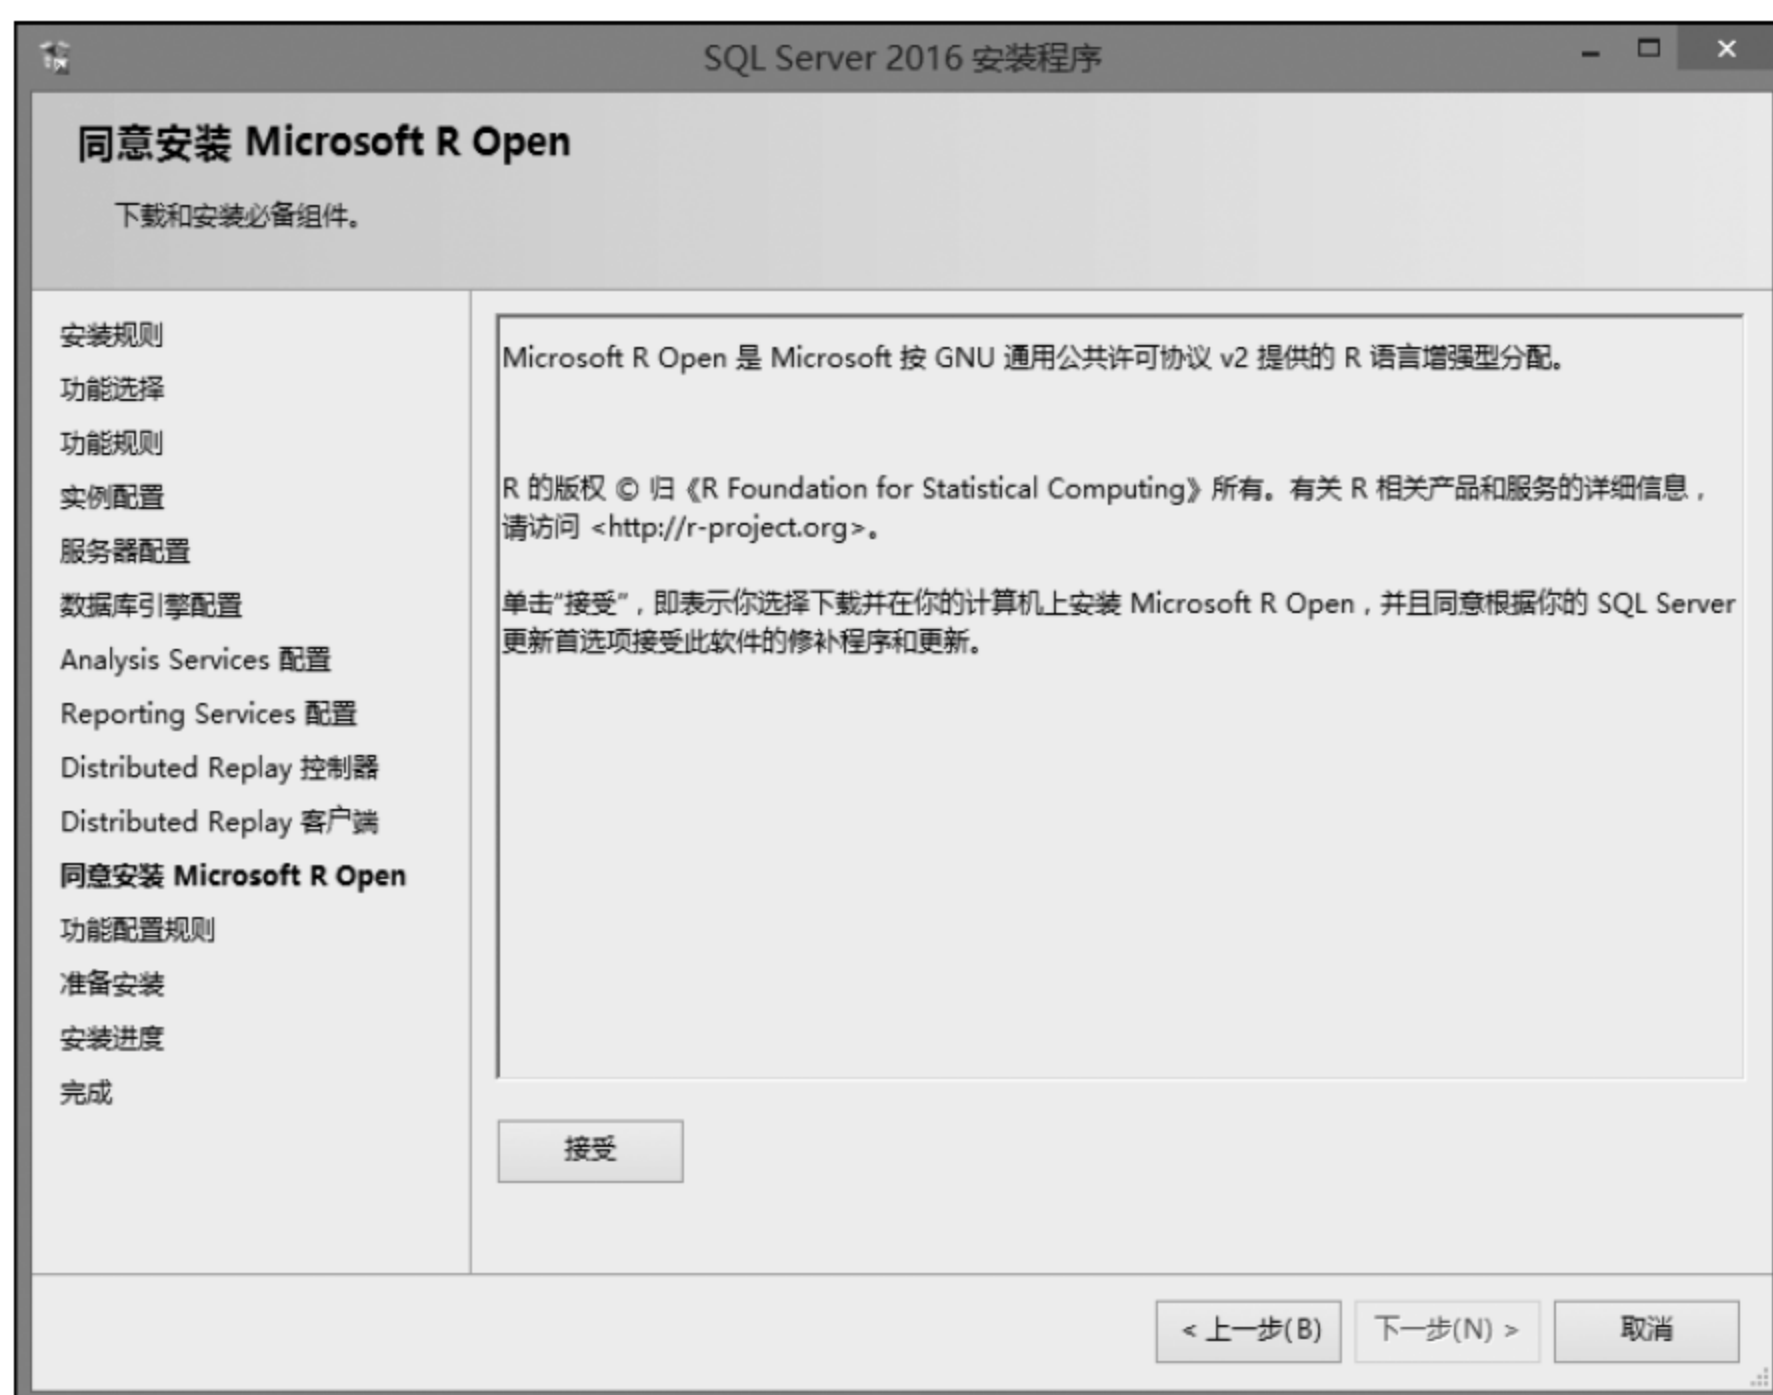 SQL Server 2016 安装程序
同意安装 Microsoft R Open
下载和安装必备组件。
安装规则
功能选择
功能规则
实例配置
服务器配置
数据库引擎配置
Analysis Services 配置
Reporting Services 配置
Distributed Replay 控制器
Distributed Replay 客户端
同意安装 Microsoft R Open
功能配置规则
准备安装
安装进度
完成
Microsoft R Open 是 Microsoft 按 GNU 通用公共许可协议 v2 提供的 R 语言增强型分配。
R 的版权 © 归《R Foundation for Statistical Computing》所有。有关 R 相关产品和服务的详细信息，
请访问 <http://r-project.org>。
单击“接受”，即表示你选择下载并在你的计算机上安装 Microsoft R Open，并且同意根据你的 SQL Server
更新首选项接受此软件的修补程序和更新。
接受
< 上一步(B)
下一步(N) >
取消